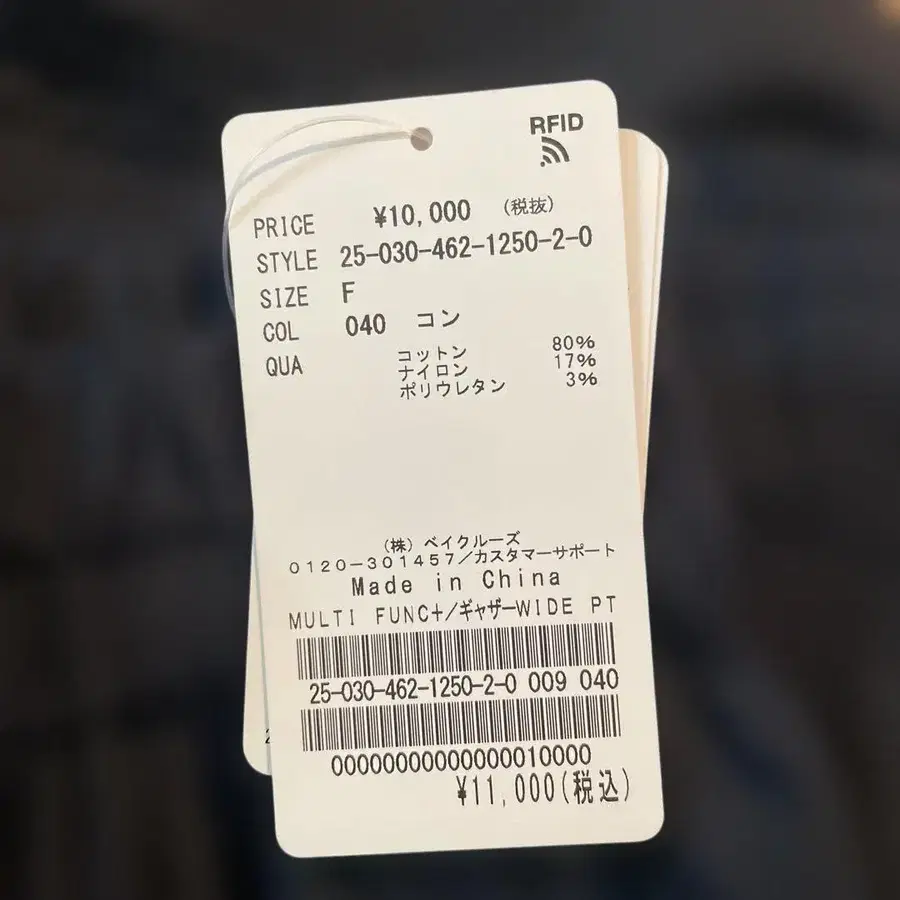 RFID
PRICE ¥10,000 (税抜)
STYLE 25-030-462-1250-2-0
SIZE F
COL 040 コン
QUA コットン 80%
ナイロン 17%
ポリウレタン 3%
(株) ベイクルーズ
0120-301457/カスタマーサポート
Made in China
MULTI FUNC+/ギャザーWIDE PT
25-030-462-1250-2-0 009 040
00000000000000010000
¥11,000(税込)